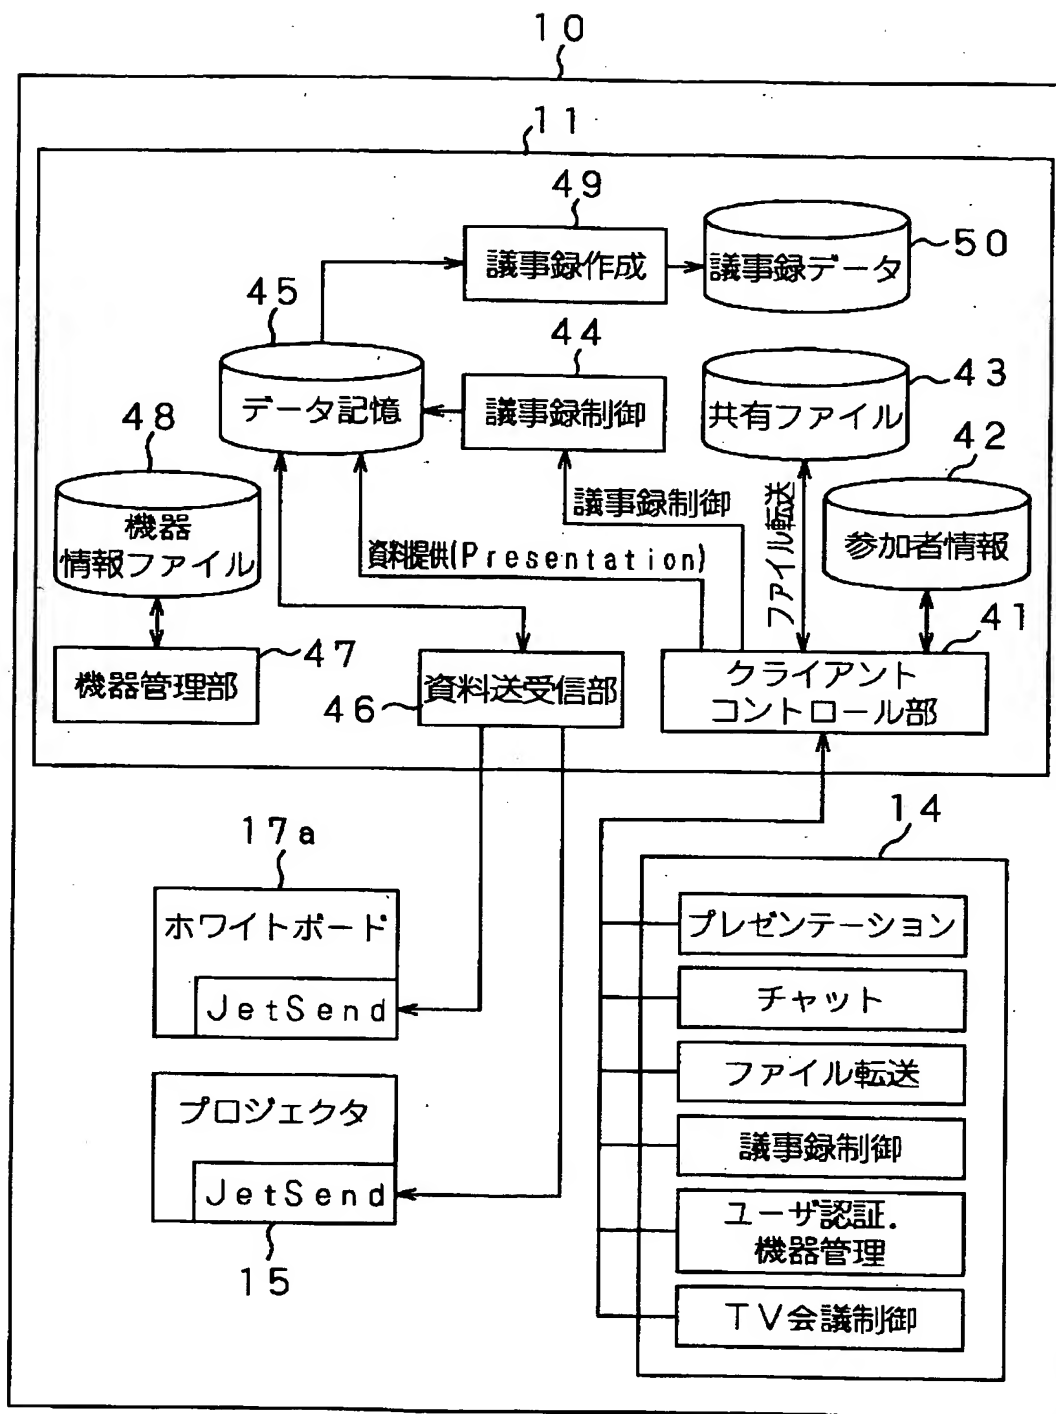 10
11
49
議事録作成
議事録データ
50
45
データ記憶
44
議事録制御
43
共有ファイル
48
機器
情報ファイル
42
参加者情報
議事録制御
資料提供(Presentation)
ファイル転送
47
機器管理部
46
資料送受信部
41
クライアント
コントロール部
17a
ホワイトボード
JetSend
プロジェクタ
JetSend
15
14
プレゼンテーション
チャット
ファイル転送
議事録制御
ユーザ認証.
機器管理
TV会議制御